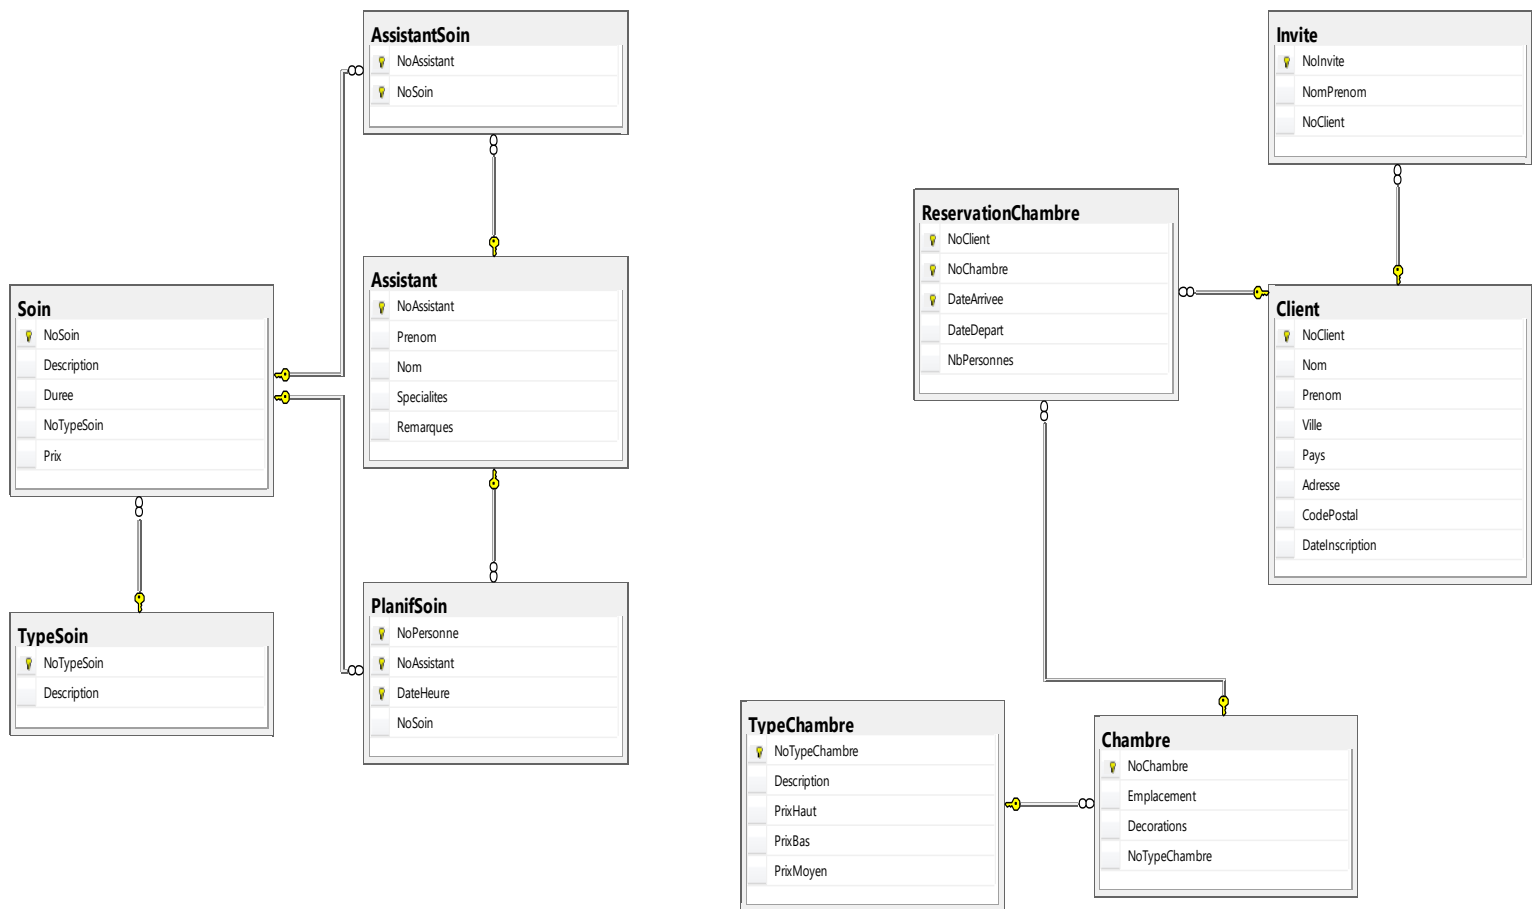 AssistantSoin
NoAssistant
NoSoin
Invite
NoInvite
NomPrenom
NoClient
ReservationChambre
NoClient
NoChambre
DateArrivee
DateDepart
NbPersonnes
Assistant
NoAssistant
Prenom
Nom
Specialites
Remarques
Soin
NoSoin
Description
Duree
NoTypeSoin
Prix
Client
NoClient
Nom
Prenom
Ville
Pays
Adresse
CodePostal
DateInscription
TypeSoin
NoTypeSoin
Description
PlanifSoin
NoPersonne
NoAssistant
DateHeure
NoSoin
TypeChambre
NoTypeChambre
Description
PrixHaut
PrixBas
PrixMoyen
Chambre
NoChambre
Emplacement
Decorations
NoTypeChambre